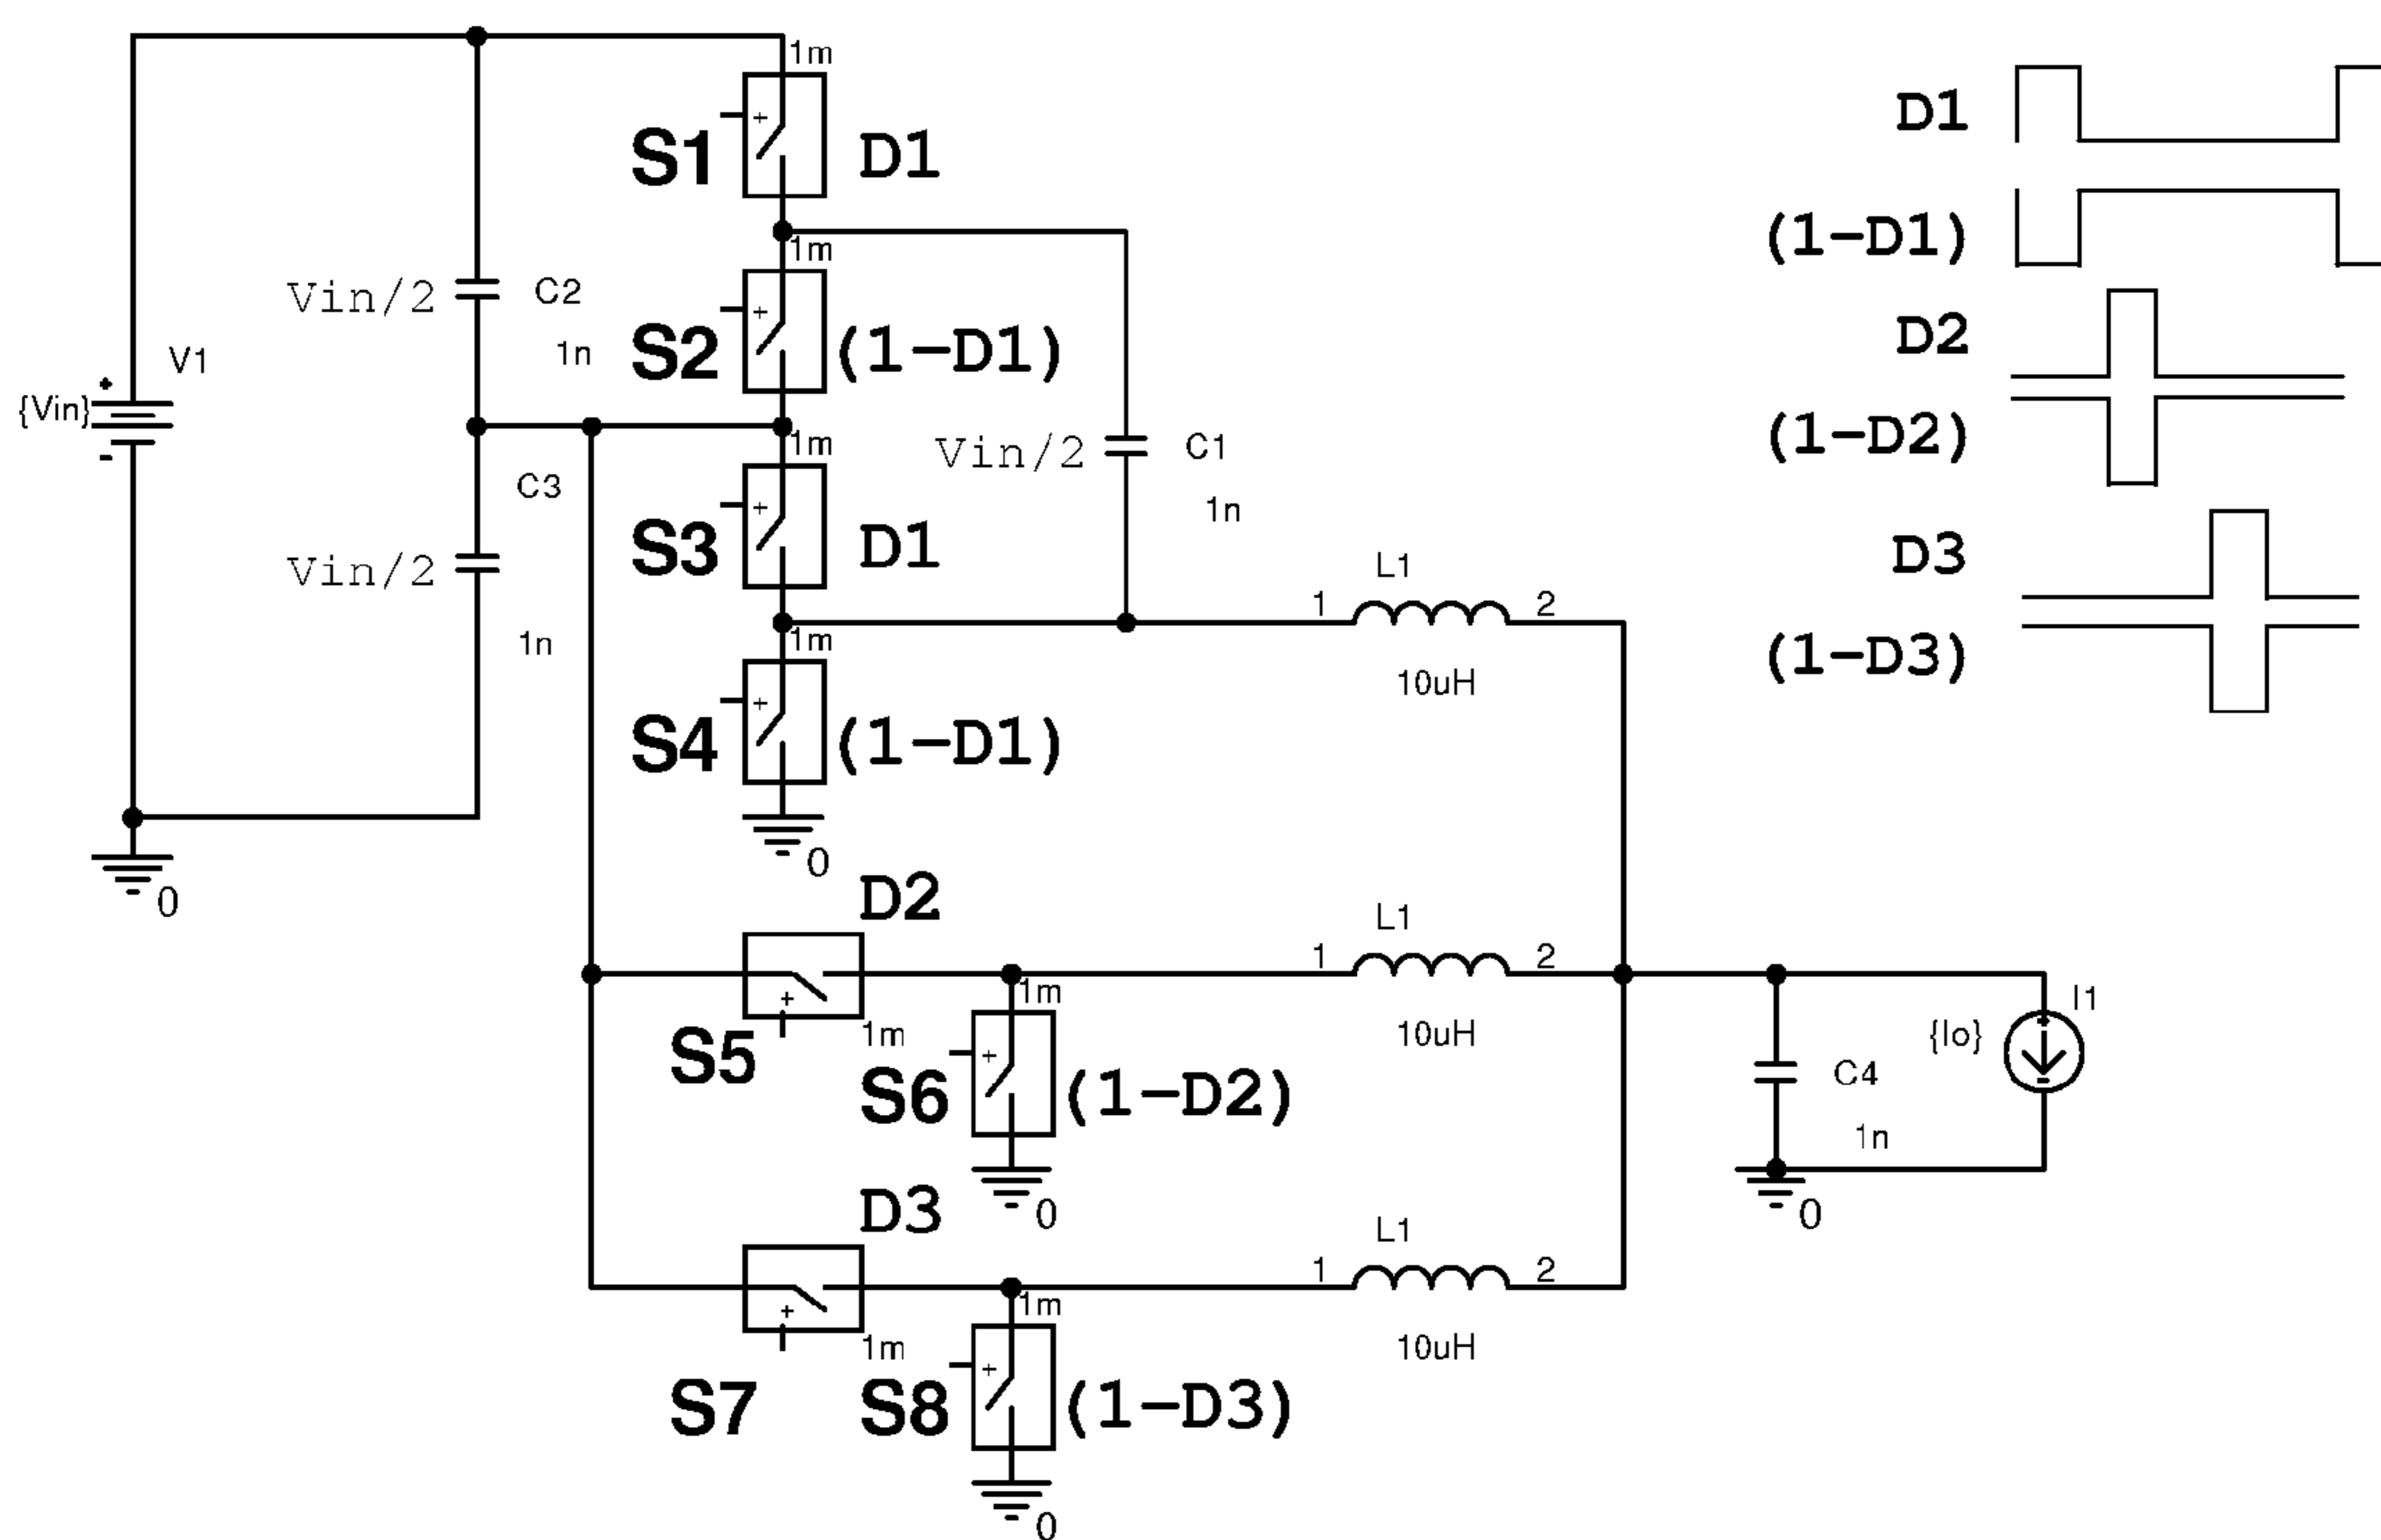 1m
S1
D1
D1
(1-D1)
1m
Vin/2
C2
1n
S2
(1-D1)
D2
V1
{Vin}
+
-
(1-D2)
1m
Vin/2
C1
1n
C3
S3
D1
D3
Vin/2
1n
L1
1
2
10uH
(1-D3)
1m
S4
(1-D1)
0
0
D2
L1
1
2
10uH
1m
1m
S5
S6
(1-D2)
0
I1
{Io}
C4
1n
0
D3
L1
1
2
10uH
1m
1m
S7
S8
(1-D3)
0